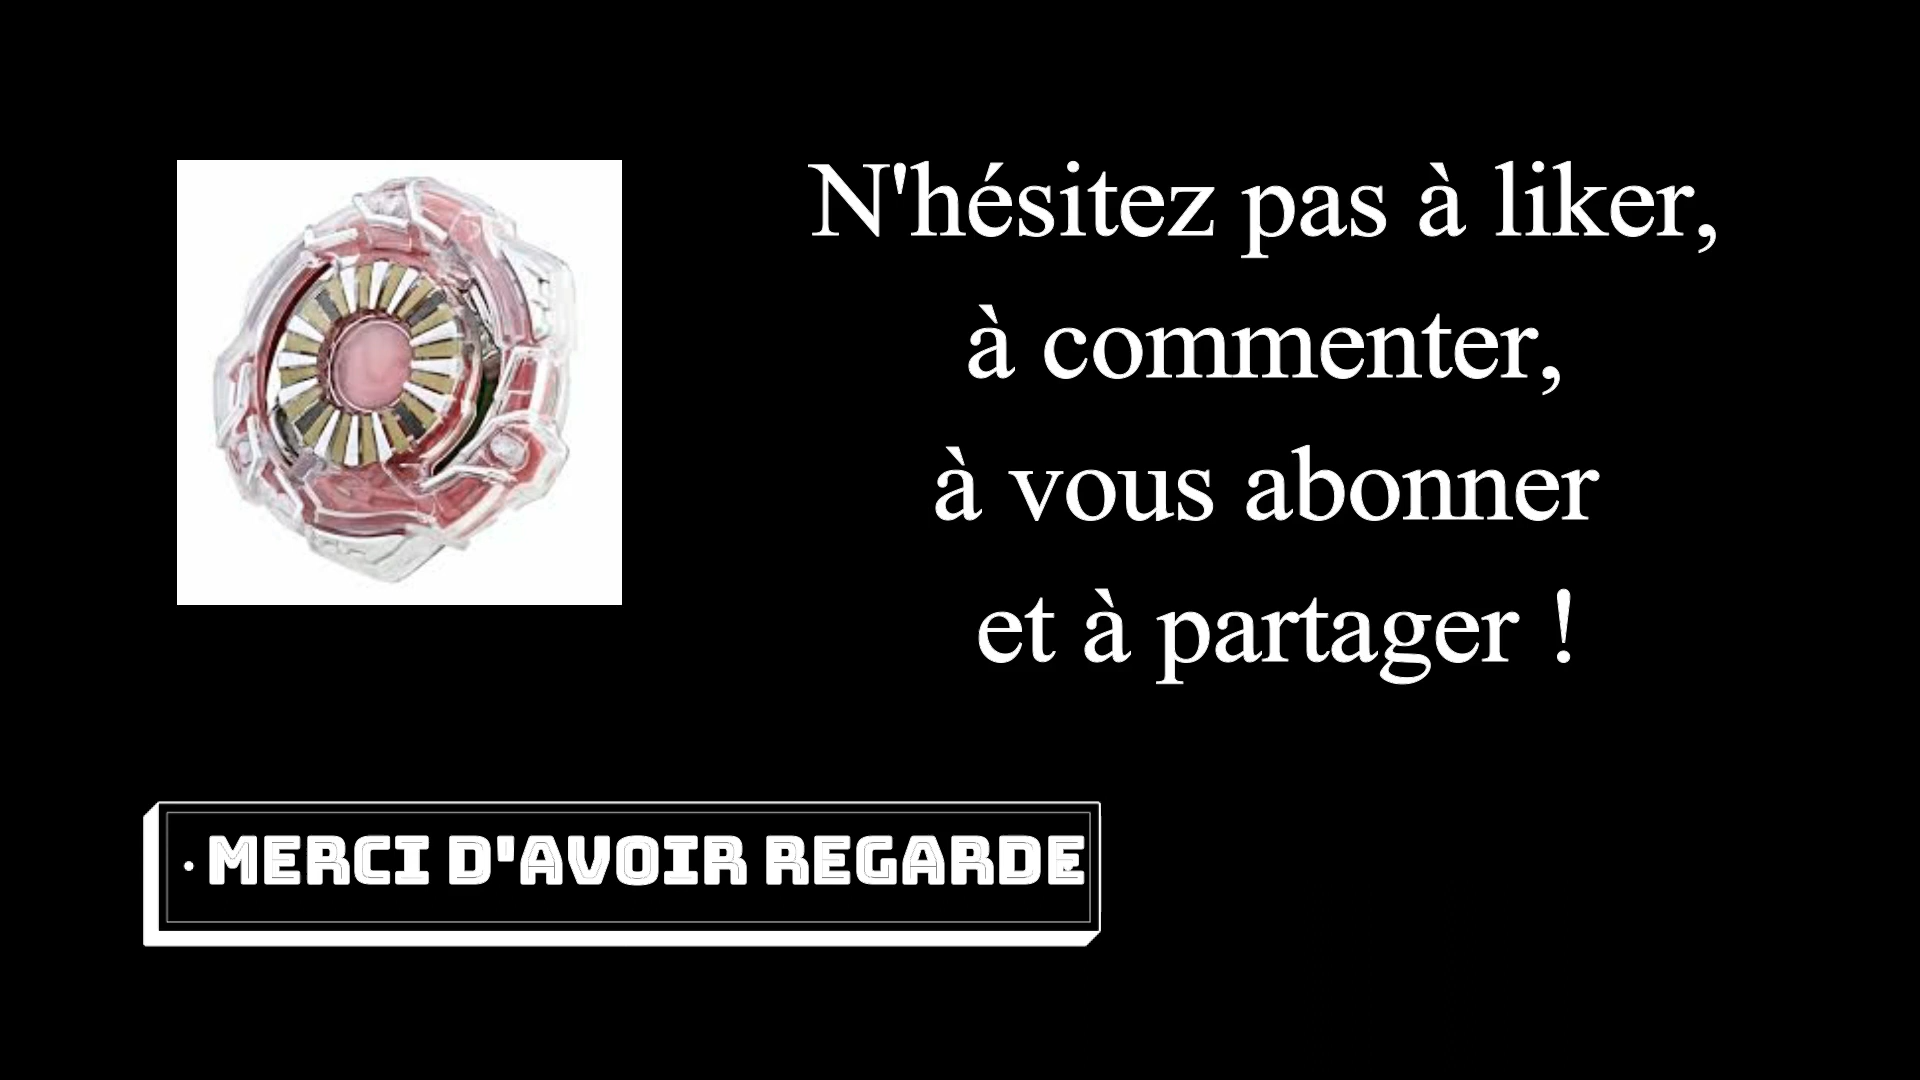 N'hésitez pas à liker,
à commenter,
à vous abonner
et à partager !
· MERCI D'AVOIR REGARDE